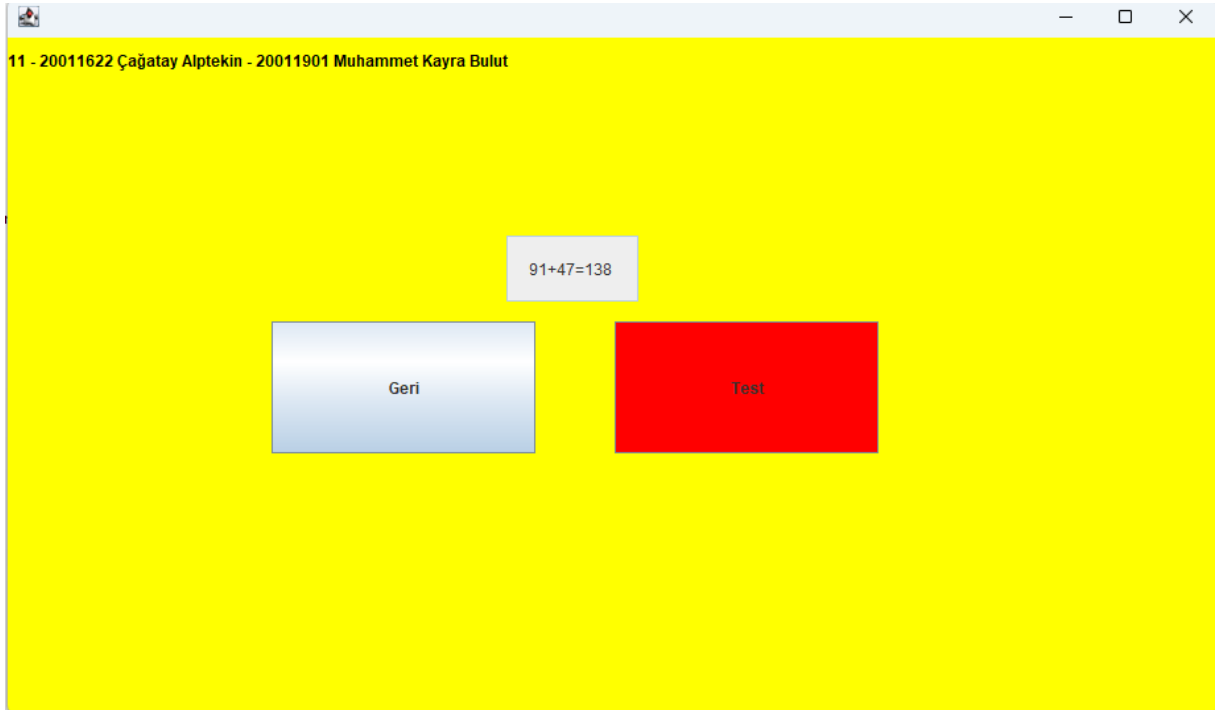 11 - 20011622 Çağatay Alptekin - 20011901 Muhammet Kayra Bulut
91+47=138
Geri
Test